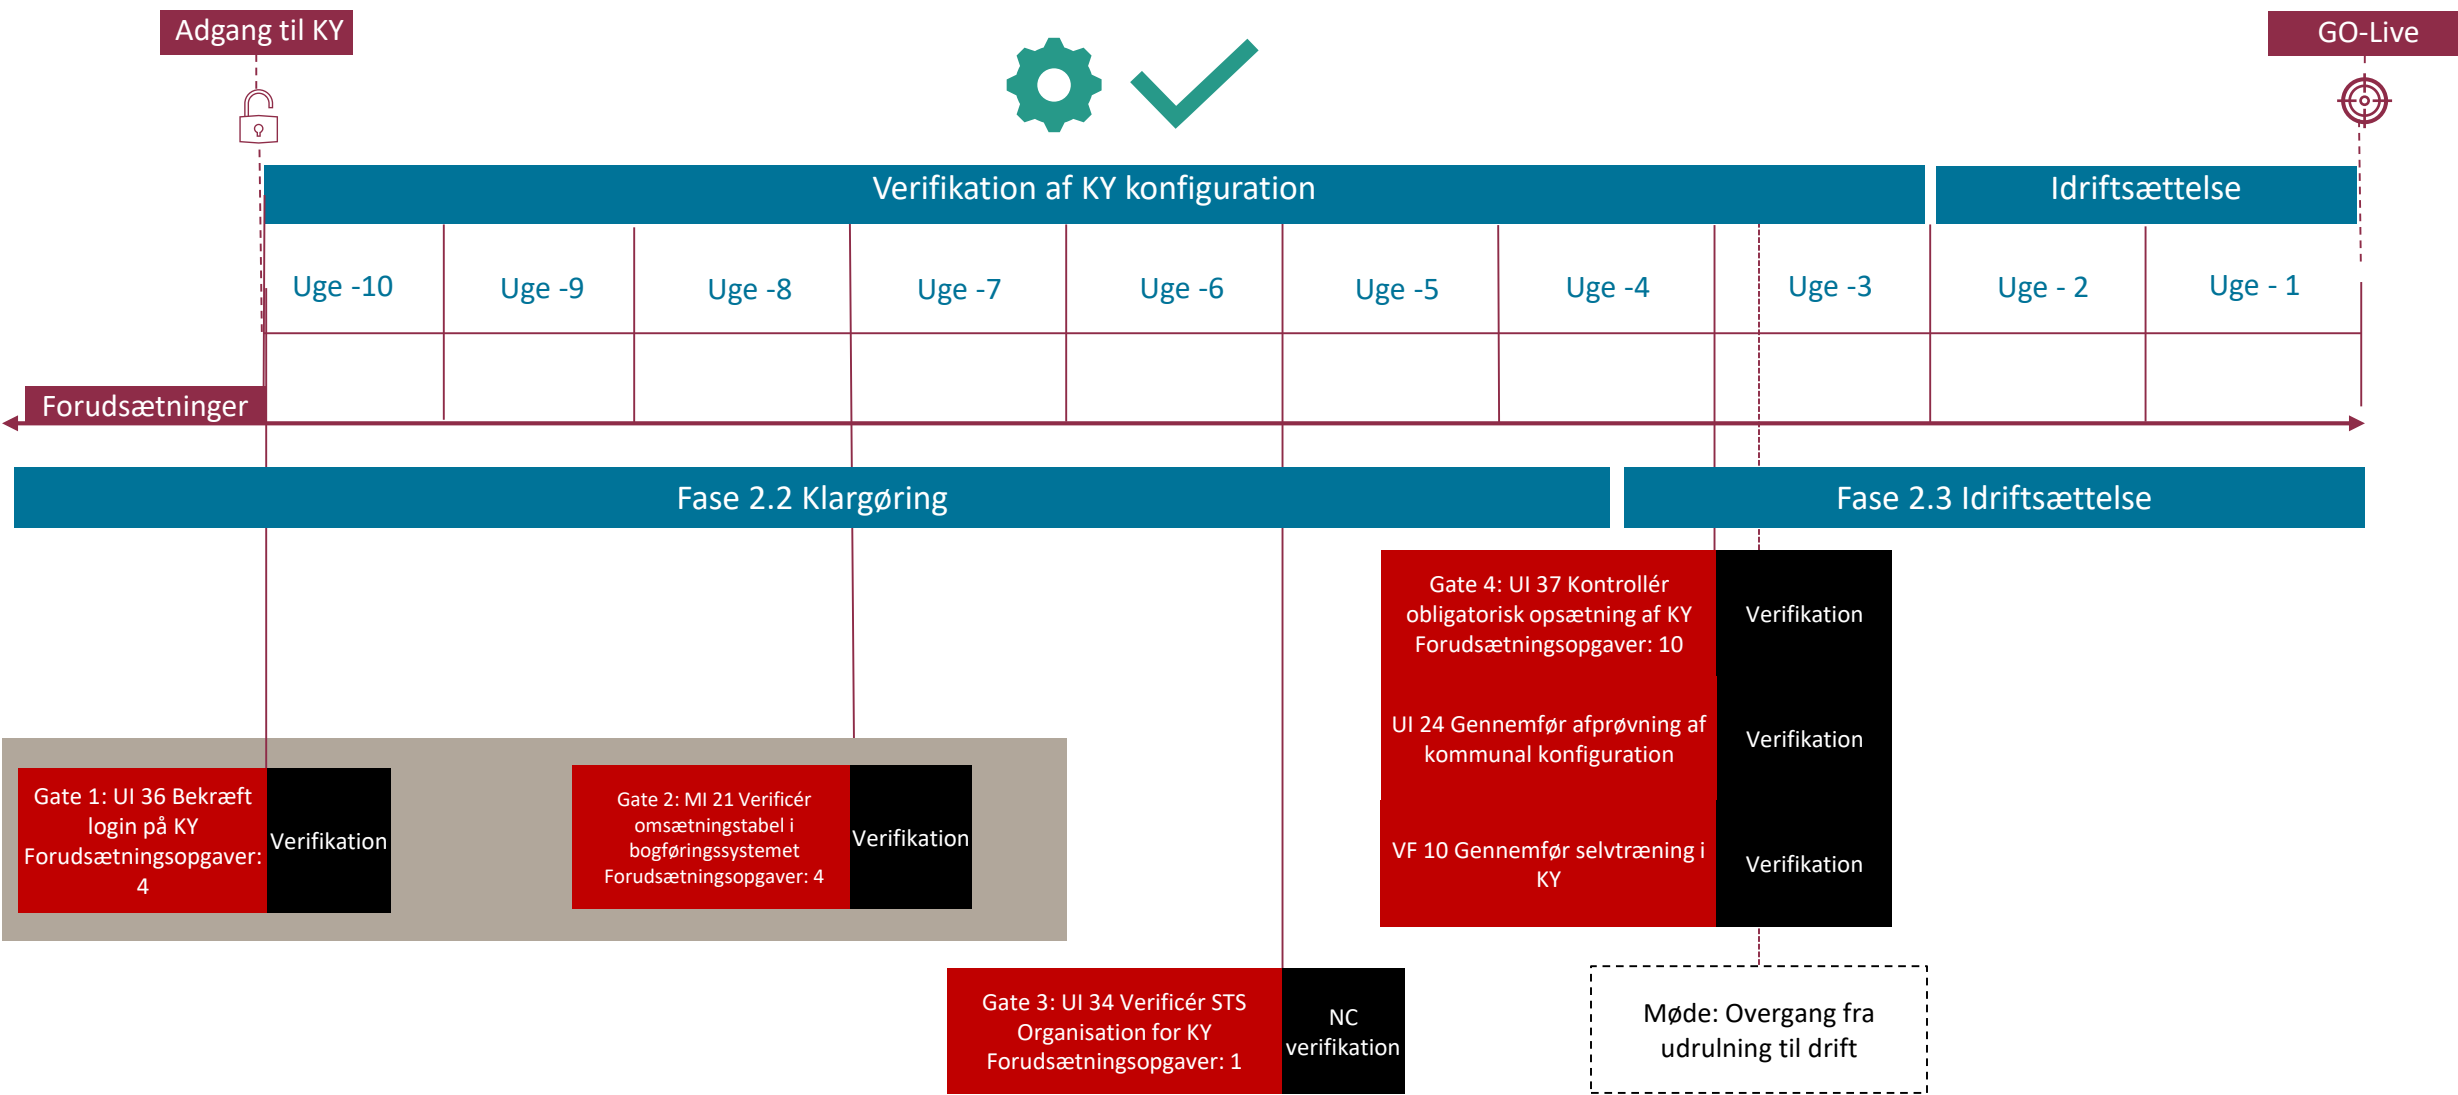 Adgang til KY
GO-Live
Verifikation af KY konfiguration
Idriftsættelse
Uge -10
Uge -9
Uge -8
Uge -7
Uge -6
Uge -5
Uge -4
Uge -3
Uge - 2
Uge - 1
Forudsætninger
Fase 2.2 Klargøring
Fase 2.3 Idriftsættelse
Gate 4: UI 37 Kontrollér
obligatorisk opsætning af KY
Forudsætningsopgaver: 10
Verifikation
UI 24 Gennemfør afprøvning af
kommunal konfiguration
Verifikation
VF 10 Gennemfør selvtræning i
KY
Verifikation
Gate 1: UI 36 Bekræft
login på KY
Forudsætningsopgaver:
4
Verifikation
Gate 2: MI 21 Verificér
omsætningstabel i
bogføringssystemet
Forudsætningsopgaver: 4
Verifikation
Gate 3: UI 34 Verificér STS
Organisation for KY
Forudsætningsopgaver: 1
NC
verifikation
Møde: Overgang fra
udrulning til drift